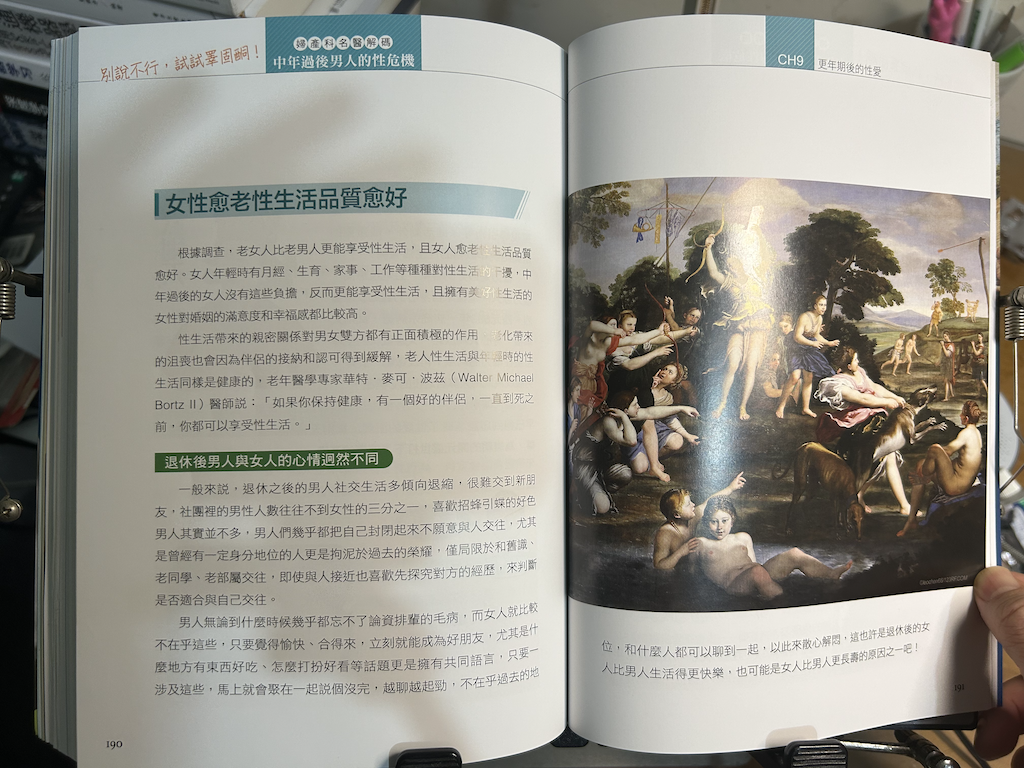 別說不行，試試睪固酮！
婦產科名醫解碼
中年過後男人的性危機
女性愈老性生活品質愈好
根據調查，老女人比老男人更能享受性生活，且女人愈老性生活品質
愈好。女人年輕時有月經、生育、家事、工作等種種對性生活的干擾，中
年過後的女人沒有這些負擔，反而更能享受性生活，且擁有美好性生活的
女性對婚姻的滿意度和幸福感都比較高。
性生活帶來的親密關係對男女雙方都有正面積極的作用，化帶來
的沮喪也會因為伴侶的接納和認可得到緩解，老人性生活與年輕時的性
生活同樣是健康的，老年醫學專家華特．麥可．波茲（Walter Michael
Bortz II）醫師説：「如果你保持健康，有一個好的伴侶，一直到死之
前，你都可以享受性生活。」
退休後男人與女人的心情迥然不同
一般來説，退休之後的男人社交生活多傾向退縮，很難交到新朋
友，社團裡的男性人數往往不到女性的三分之一，喜歡招蜂引蝶的好色
男人其實並不多，男人們幾乎都把自己封閉起來不願意與人交往，尤其
是曾經有一定身分地位的人更是拘泥於過去的榮耀，僅局限於和舊識、
老同學、老部屬交往，即使與人接近也喜歡先探究對方的經歷，來判斷
是否適合與自己交往。
男人無論到什麼時候幾乎都忘不了論資排輩的毛病，而女人就比較
不在乎這些，只要覺得愉快、合得來，立刻就能成為好朋友，尤其是什
麼地方有東西好吃、怎麼打扮好看等話題更是擁有共同語言，只要一
涉及這些，馬上就會聚在一起説個沒完，越聊越起勁，不在乎過去的地
190
CH9
更年期後的性愛
位，和什麼人都可以聊到一起，以此來散心解悶，這也許是退休後的女
人比男人生活得更快樂，也可能是女人比男人更長壽的原因之一吧！
191